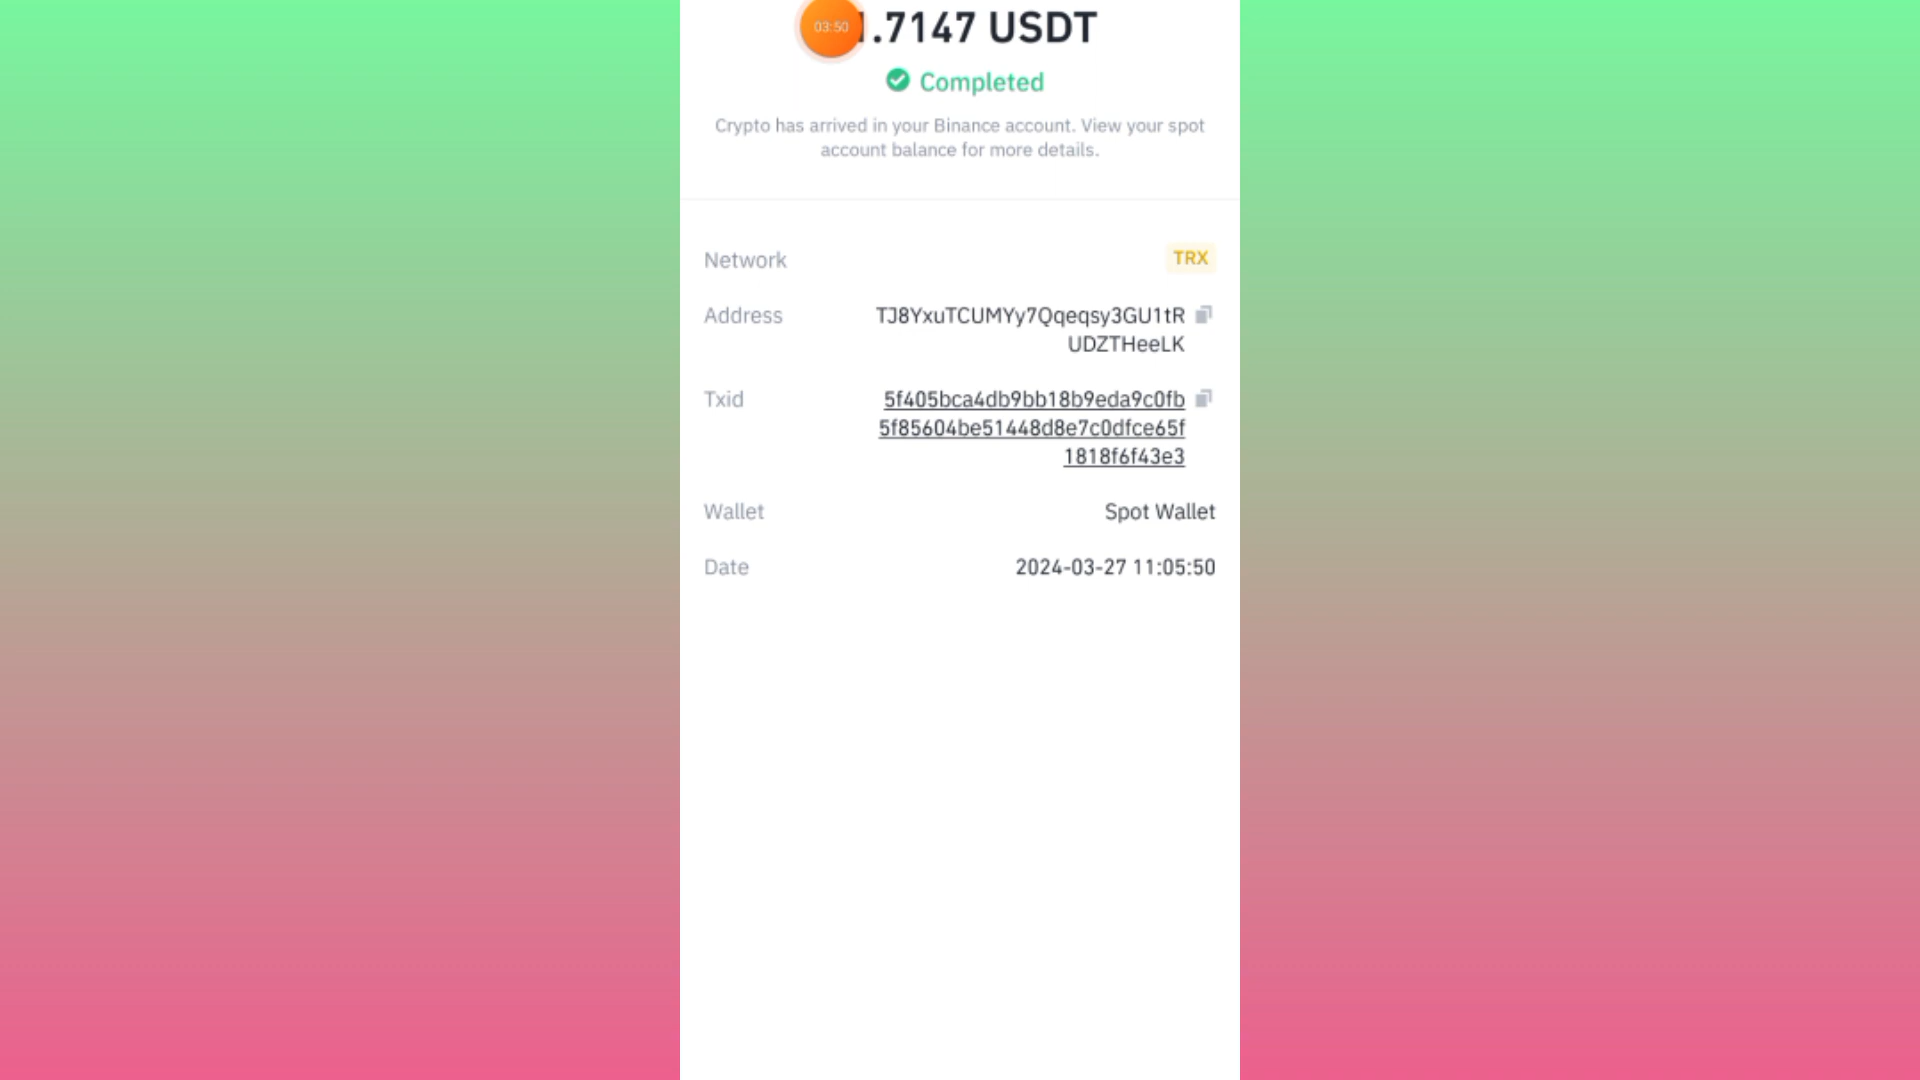 03:50
.7147 USDT
Completed
Crypto has arrived in your Binance account. View your spot
account balance for more details.
Network
TRX
Address
TJ8YxuTCUMYy7Qqeqsy3GU1tR
UDZTHeeLK
Txid
5f405bca4db9bb18b9eda9c0fb
5f85604be51448d8e7c0dfce65f
1818f6f43e3
Wallet
Spot Wallet
Date
2024-03-27 11:05:50